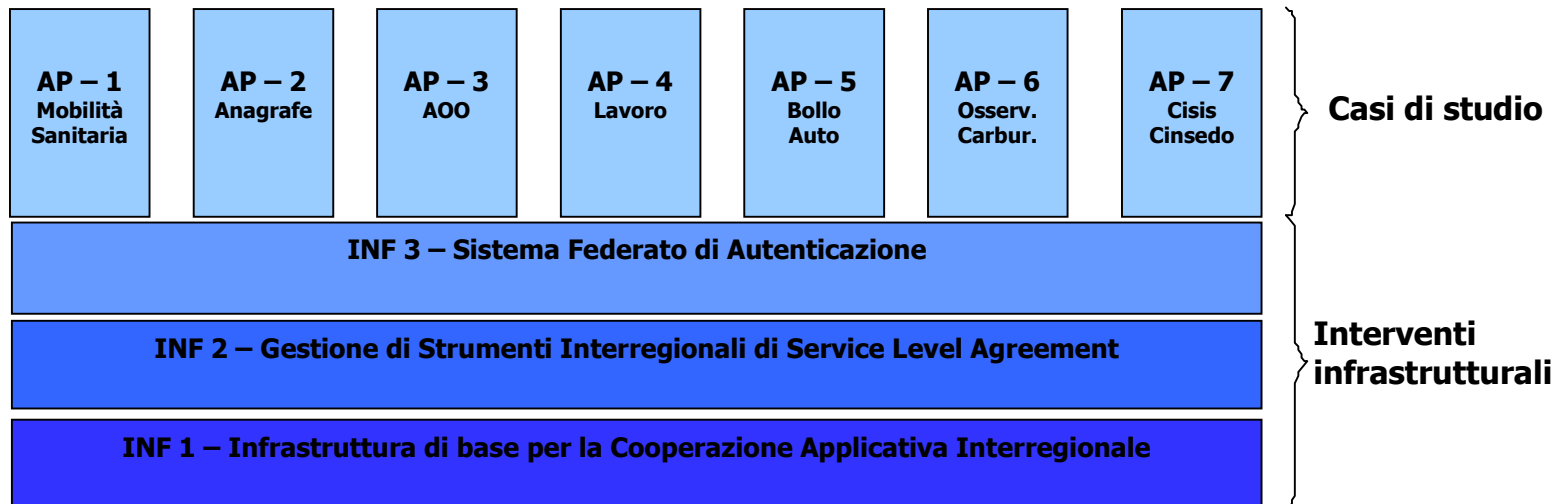 AP – 1
Mobilità
Sanitaria
AP – 2
Anagrafe
AP – 3
AOO
AP – 4
Lavoro
AP – 5
Bollo
Auto
AP – 6
Osserv.
Carbur.
AP – 7
Cisis
Cinsedo
Casi di studio
INF 3 – Sistema Federato di Autenticazione
INF 2 – Gestione di Strumenti Interregionali di Service Level Agreement
INF 1 – Infrastruttura di base per la Cooperazione Applicativa Interregionale
Interventi
infrastrutturali